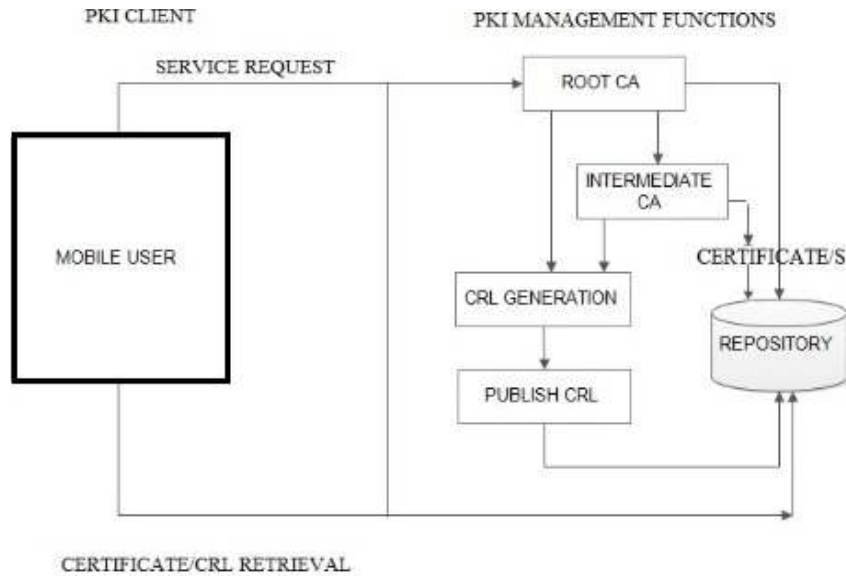 PKI CLIENT
PKI MANAGEMENT FUNCTIONS
SERVICE REQUEST
ROOT CA
INTERMEDIATE
CA
MOBILE USER
CERTIFICATE/S
CRL GENERATION
REPOSITORY
PUBLISH CRL
CERTIFICATE/CRL RETRIEVAL